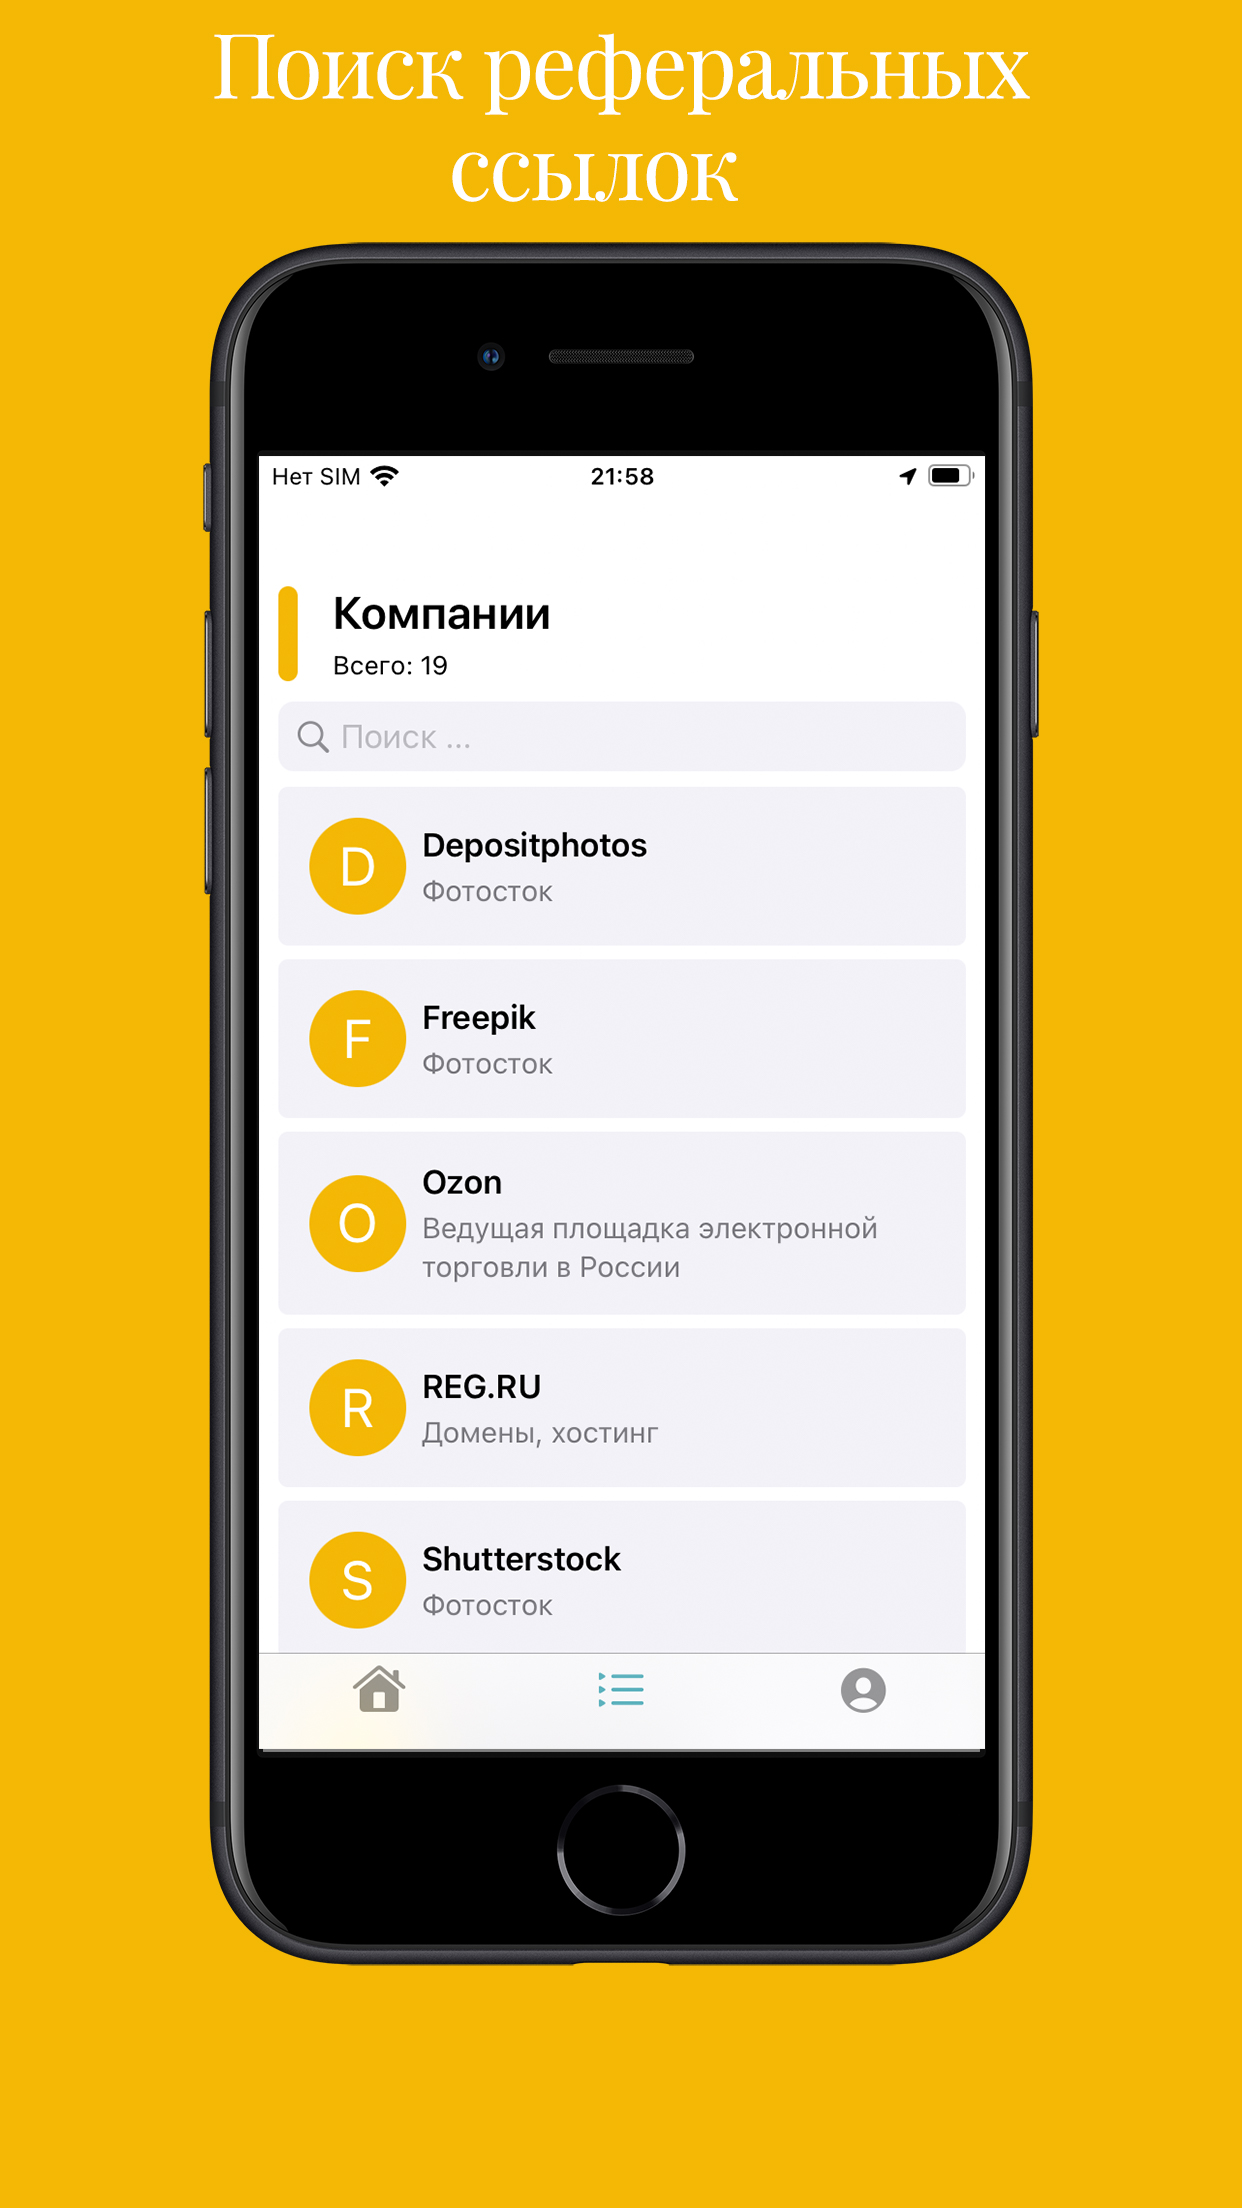 Поиск реферальных
ссылок
Нет SIM
21:58
Компании
Всего: 19
Поиск ...
D
Depositphotos
Фотосток
F
Freepik
Фотосток
O
Ozon
Ведущая площадка электронной
торговли в России
R
REG.RU
Домены, хостинг
S
Shutterstock
Фотосток